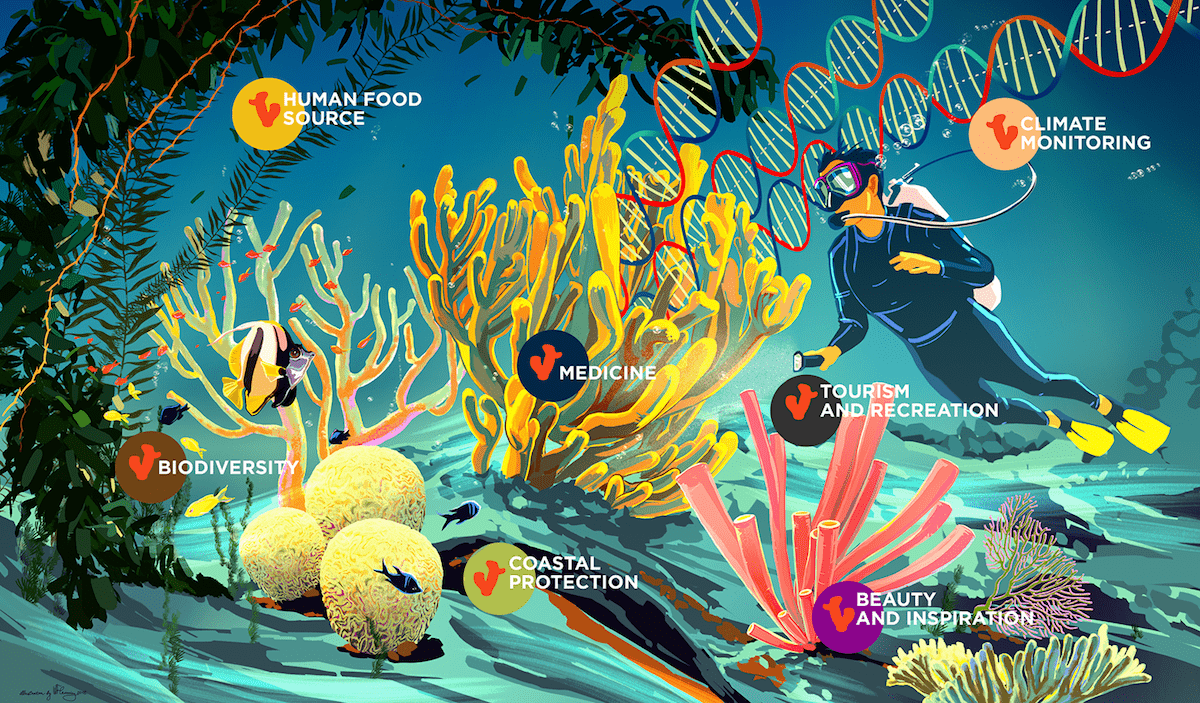 HUMAN FOOD
SOURCE
CLIMATE
MONITORING
MEDICINE
TOURISM
AND RECREATION
BIODIVERSITY
COASTAL
PROTECTION
BEAUTY
AND INSPIRATION